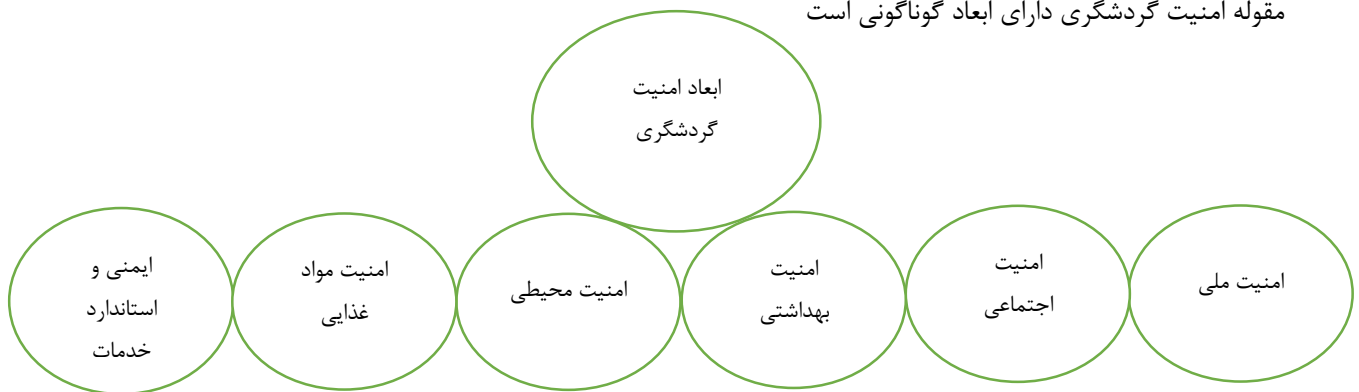 مقوله امنیت گردشگری دارای ابعاد گوناگونی است
ابعاد امنیت
گردشگری
امنیت ملی
امنیت
اجتماعی
امنیت
بهداشتی
امنیت محیطی
امنیت مواد
غذایی
ایمنی و
استاندارد
خدمات